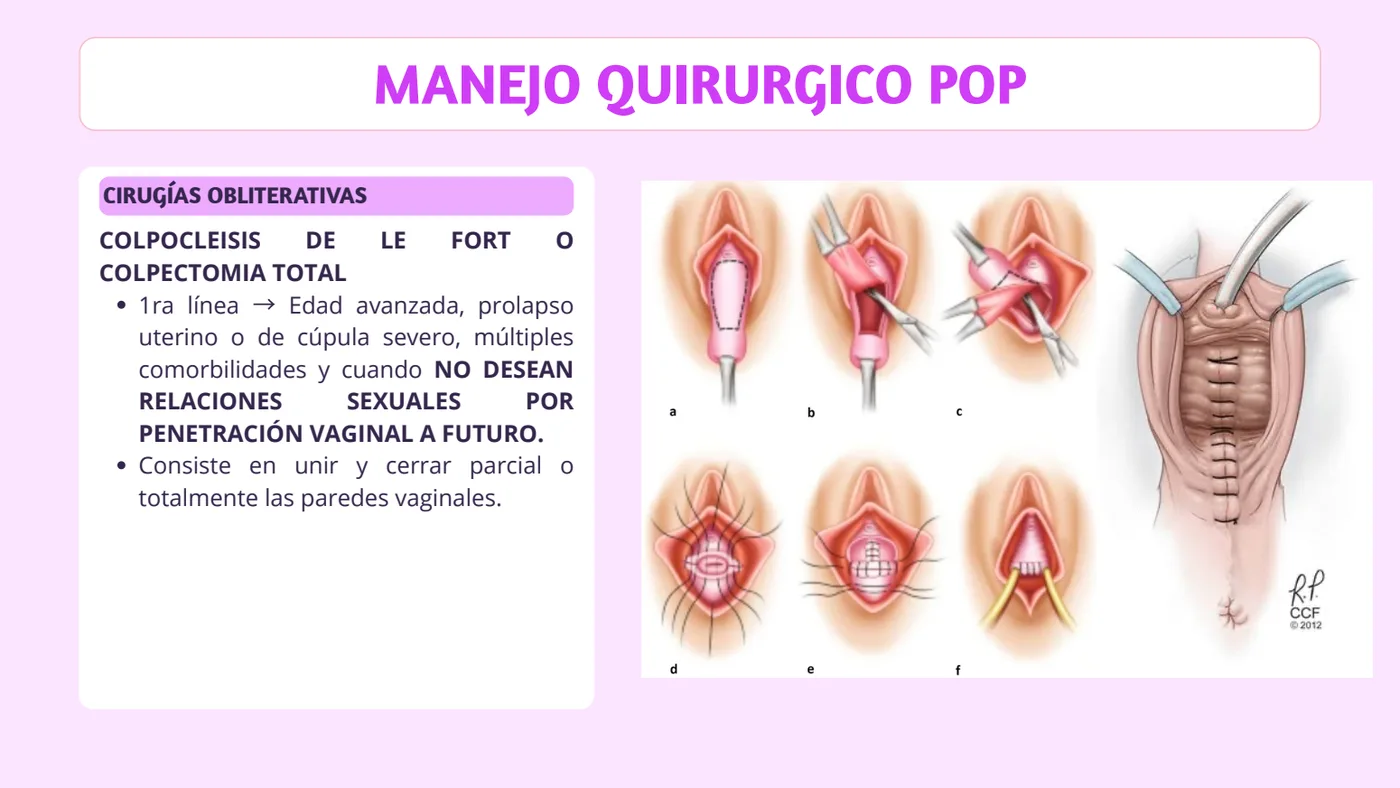 MANEJO QUIRURGICO POP
CIRUGÍAS OBLITERATIVAS
COLPOCLEISIS DE LE FORT O
COLPECTOMIA TOTAL
• 1ra línea → Edad avanzada, prolapso
uterino o de cúpula severo, múltiples
comorbilidades y cuando NO DESEAN
RELACIONES SEXUALES POR
PENETRACIÓN VAGINAL A FUTURO.
• Consiste en unir y cerrar parcial o
totalmente las paredes vaginales.
a
b
c
d
e
f
R.P.
CCF
© 2012